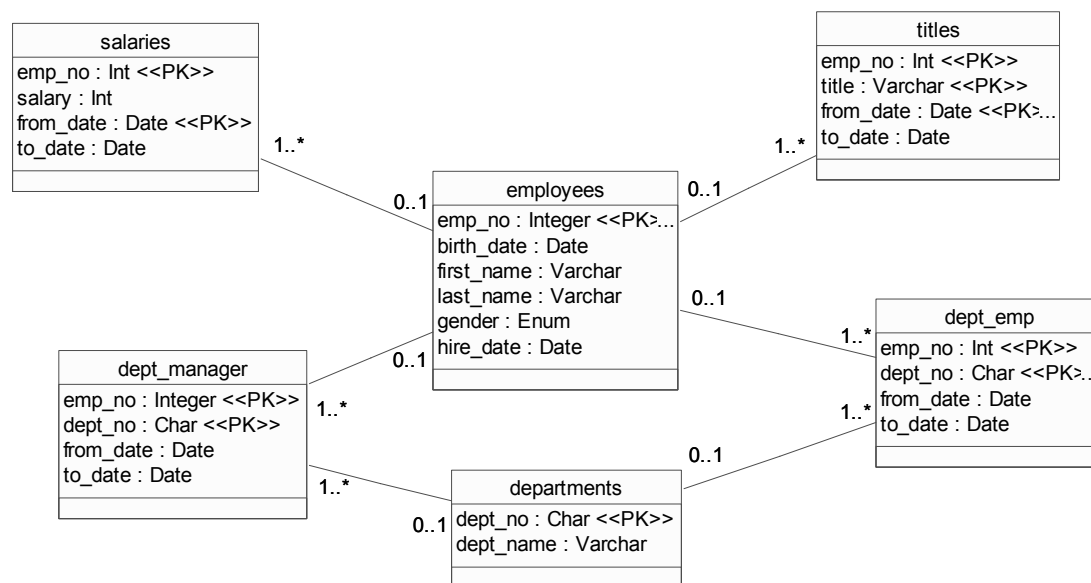 salaries
emp_no : Int <<PK>>
salary : Int
from_date : Date <<PK>>
to_date : Date
titles
emp_no : Int <<PK>>
title : Varchar <<PK>>
from_date : Date <<PK>...
to_date : Date
1..*
0..1
1..*
0..1
employees
emp_no : Integer <<PK>...
birth_date : Date
first_name : Varchar
last_name : Varchar
gender : Enum
hire_date : Date
0..1
1..*
dept_emp
emp_no : Int <<PK>>
dept_no : Char <<PK>...
from_date : Date
to_date : Date
0..1
1..*
dept_manager
emp_no : Integer <<PK>>
dept_no : Char <<PK>>
from_date : Date
to_date : Date
1..*
0..1
1..*
0..1
departments
dept_no : Char <<PK>>
dept_name : Varchar